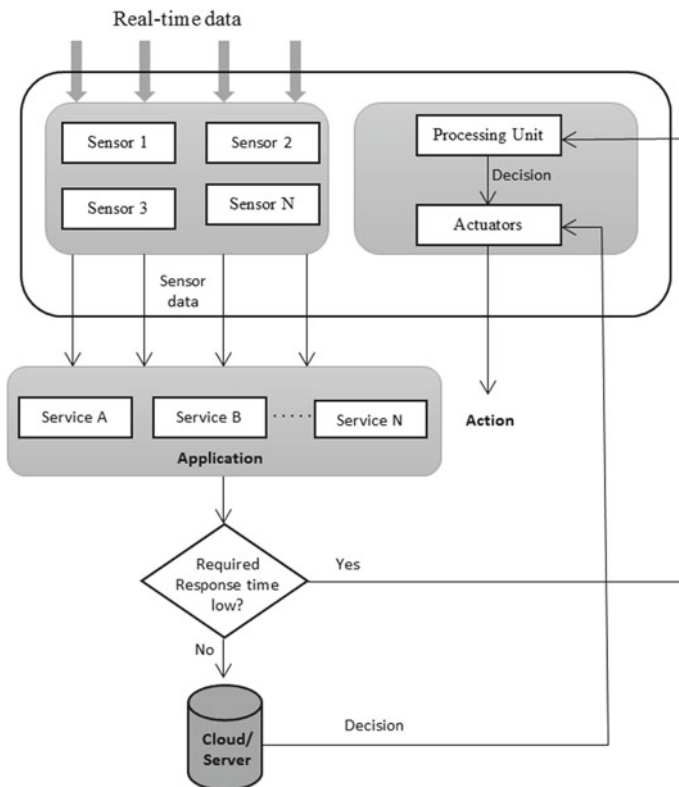 Real-time data
Sensor 1
Sensor 2
Sensor 3
Sensor N
Processing Unit
Decision
Actuators
Sensor
data
Service A
Service B
......
Service N
Application
Action
Required
Response time
low?
Yes
No
Cloud/
Server
Decision